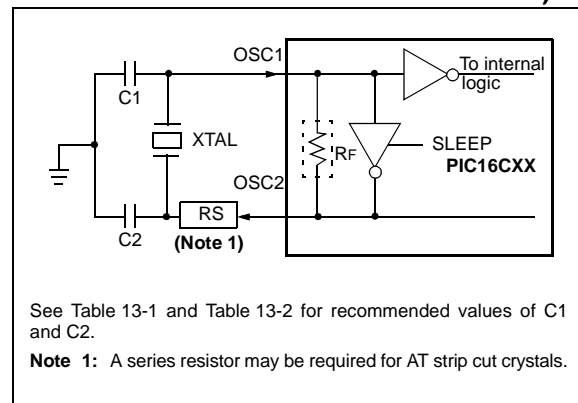 OSC1
To internal
logic
C1
XTAL
RF
SLEEP
PIC16CXX
OSC2
RS
C2
(Note 1)
See Table 13-1 and Table 13-2 for recommended values of C1
and C2.
Note 1: A series resistor may be required for AT strip cut crystals.